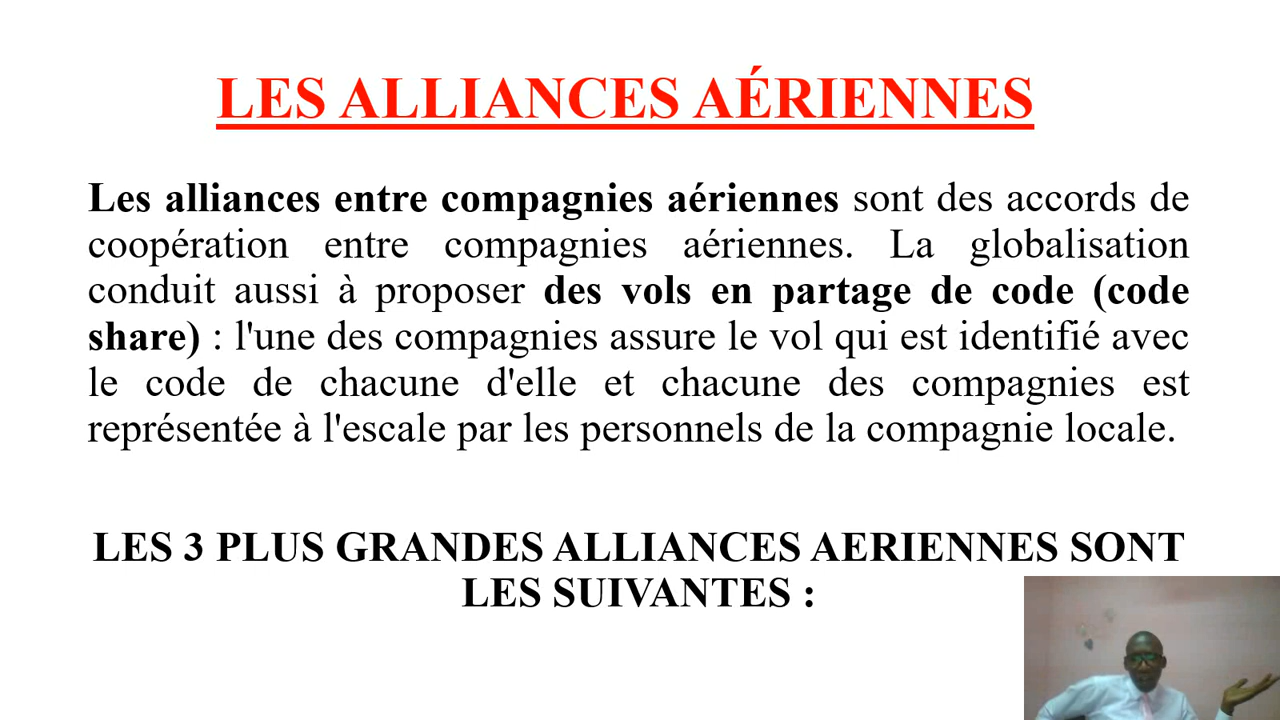 LES ALLIANCES AÉRIENNES
Les alliances entre compagnies aériennes sont des accords de
coopération entre compagnies aériennes. La globalisation
conduit aussi à proposer des vols en partage de code (code
share) : l'une des compagnies assure le vol qui est identifié avec
le code de chacune d'elle et chacune des compagnies est
représentée à l'escale par les personnels de la compagnie locale.
LES 3 PLUS GRANDES ALLIANCES AERIENNES SONT
LES SUIVANTES :